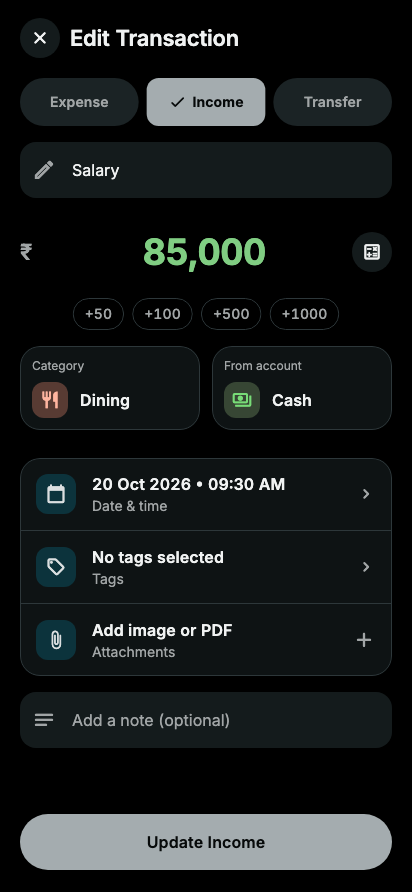 Edit Transaction
Expense
Income
Transfer
Salary
₹
85,000
+50
+100
+500
+1000
Category
Dining
From account
Cash
20 Oct 2026 • 09:30 AM
Date & time
No tags selected
Tags
Add image or PDF
Attachments
Add a note (optional)
Update Income